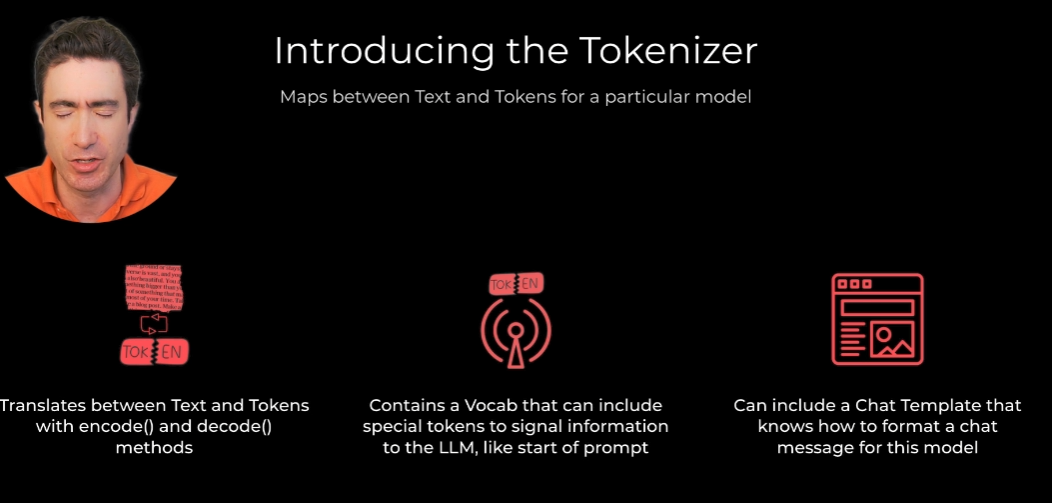 Introducing the Tokenizer
Maps between Text and Tokens for a particular model
TOK EN
TOK EN
Translates between Text and Tokens
with encode() and decode()
methods
Contains a Vocab that can include
special tokens to signal information
to the LLM, like start of prompt
Can include a Chat Template that
knows how to format a chat
message for this model